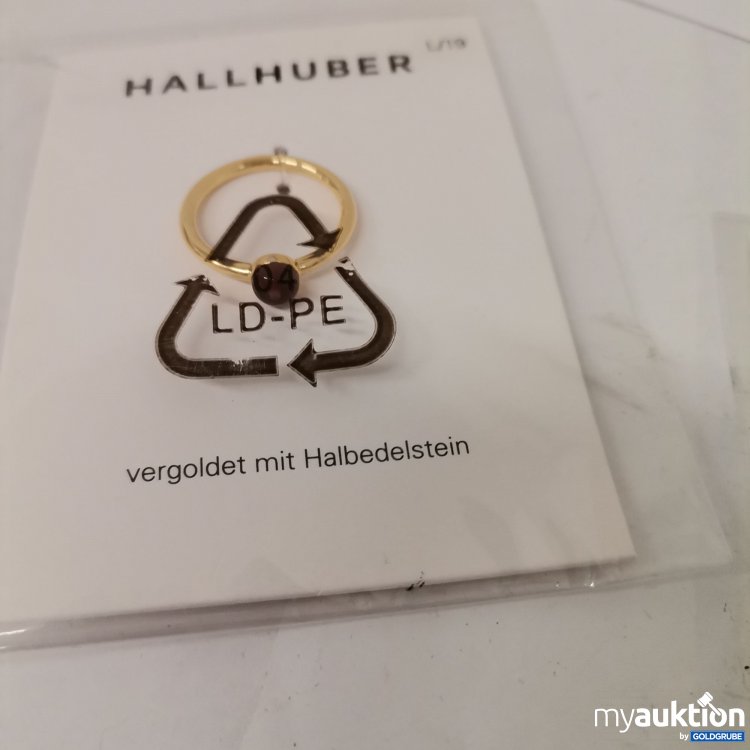 HALLHUBER
L/19
04
LD-PE
vergoldet mit Halbedelstein
myauktion
by GOLDGRUBE